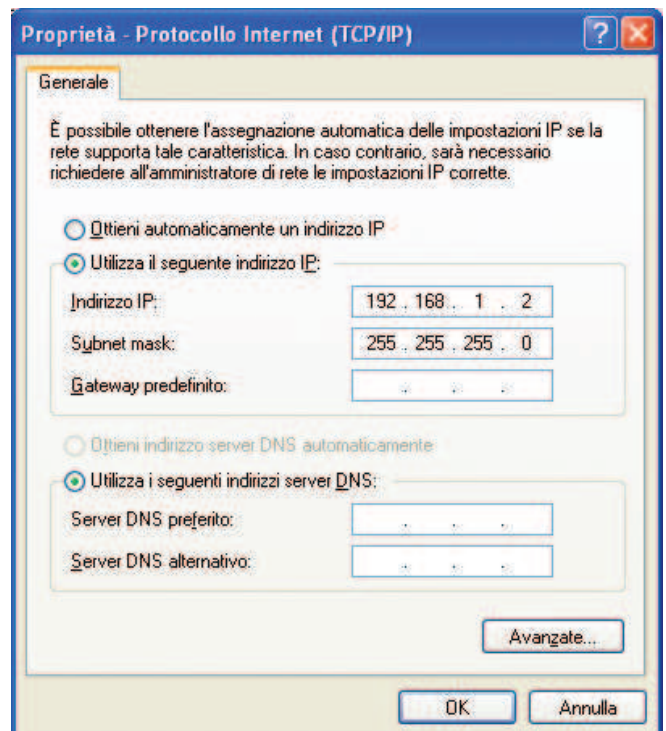 Proprietà - Protocollo Internet (TCP/IP)
Generale
È possibile ottenere l'assegnazione automatica delle impostazioni IP se la
rete supporta tale caratteristica. In caso contrario, sarà necessario
richiedere all'amministratore di rete le impostazioni IP corrette.
Ottieni automaticamente un indirizzo IP
Utilizza il seguente indirizzo IP:
Indirizzo IP: 192 . 168 . 1 . 2
Subnet mask: 255 . 255 . 255 . 0
Gateway predefinito: . . .
Ottieni indirizzo server DNS automaticamente
Utilizza i seguenti indirizzi server DNS:
Server DNS preferito: . . .
Server DNS alternativo: . . .
Avanzate...
OK Annulla